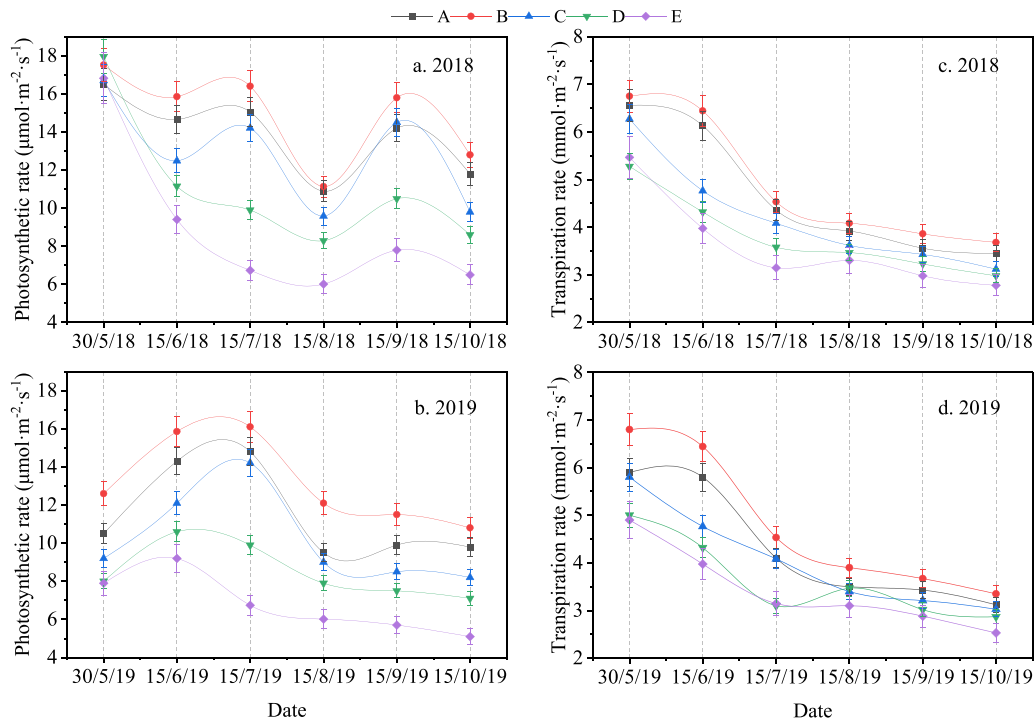 A B C D E
a. 2018
Photosynthetic rate (μmol·m⁻²·s⁻¹)
18
16
14
12
10
8
6
4
30/5/18 15/6/18 15/7/18 15/8/18 15/9/18 15/10/18
c. 2018
Transpiration rate (mmol·m⁻²·s⁻¹)
8
7
6
5
4
3
2
30/5/18 15/6/18 15/7/18 15/8/18 15/9/18 15/10/18
b. 2019
Photosynthetic rate (μmol·m⁻²·s⁻¹)
18
16
14
12
10
8
6
4
30/5/19 15/6/19 15/7/19 15/8/19 15/9/19 15/10/19
Date
d. 2019
Transpiration rate (mmol·m⁻²·s⁻¹)
8
7
6
5
4
3
2
30/5/19 15/6/19 15/7/19 15/8/19 15/9/19 15/10/19
Date